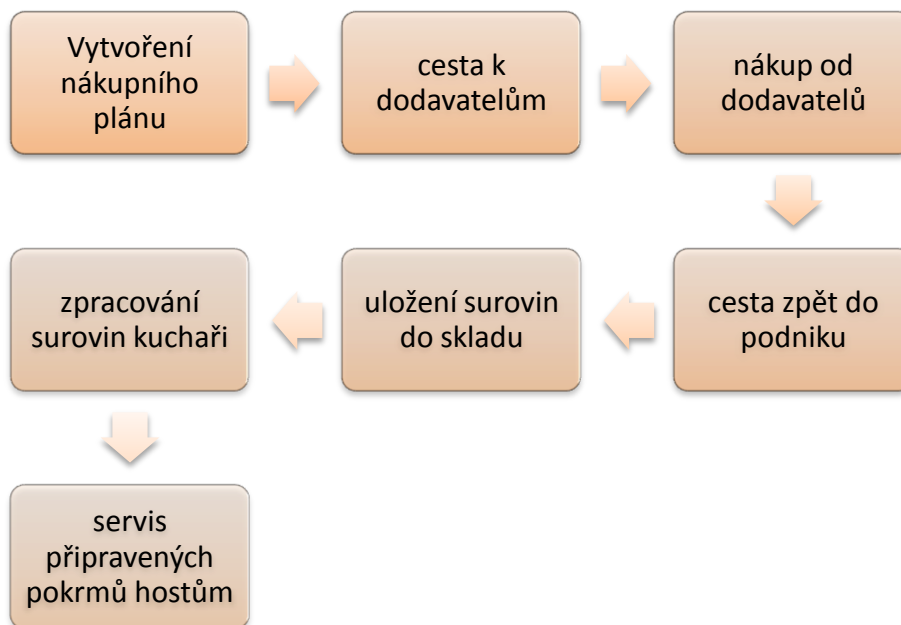 Vytvoření
nákupního
plánu
cesta k
dodavatelům
nákup od
dodavatelů
cesta zpět do
podniku
uložení surovin
do skladu
zpracování
surovin kuchaři
servis
připravených
pokrmů hostům